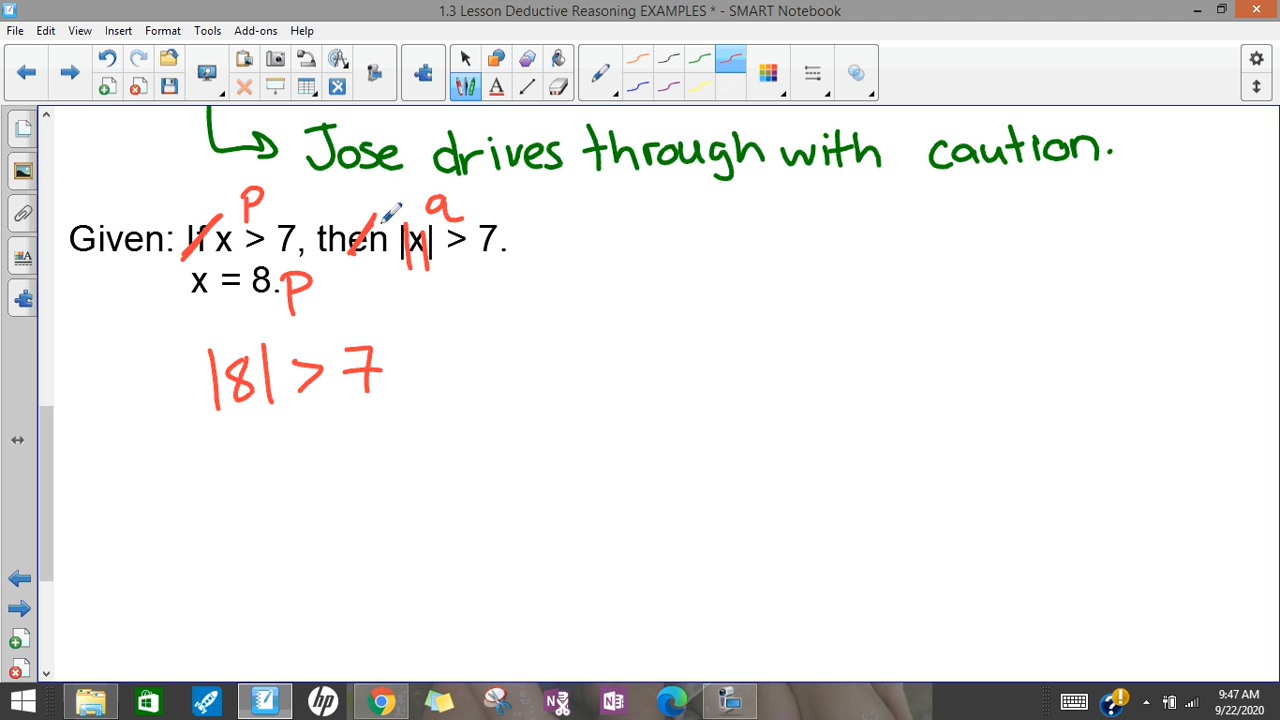 1.3 Lesson Deductive Reasoning EXAMPLES * - SMART Notebook
File Edit View Insert Format Tools Add-ons Help
Jose drives through with caution.
p q
Given: If x > 7, then |x| > 7.
x = 8. p
|8| > 7
9:47 AM
9/22/2020